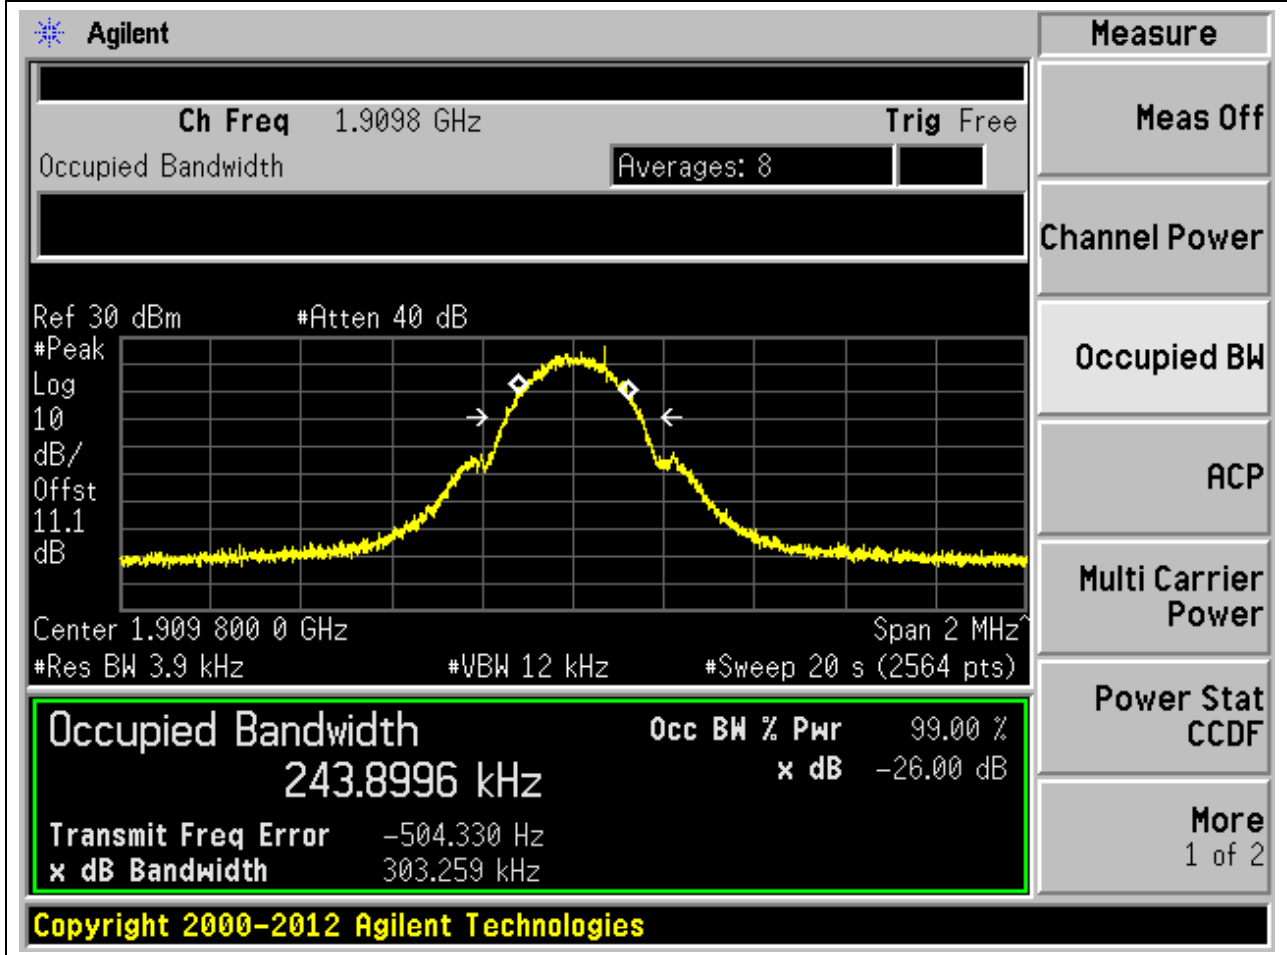 Agilent
Ch Freq 1.9098 GHz Trig Free
Occupied Bandwidth Averages: 8
Ref 30 dBm #Atten 40 dB
#Peak
Log
10
dB/
Offst
11.1
dB
Center 1.909 800 0 GHz Span 2 MHz^
#Res BW 3.9 kHz #VBW 12 kHz #Sweep 20 s (2564 pts)
Occupied Bandwidth Occ BW % Pwr 99.00 %
243.8996 kHz x dB -26.00 dB
Transmit Freq Error -504.330 Hz
x dB Bandwidth 303.259 kHz
Copyright 2000-2012 Agilent Technologies
Measure
Meas Off
Channel Power
Occupied BW
ACP
Multi Carrier
Power
Power Stat
CCDF
More
1 of 2